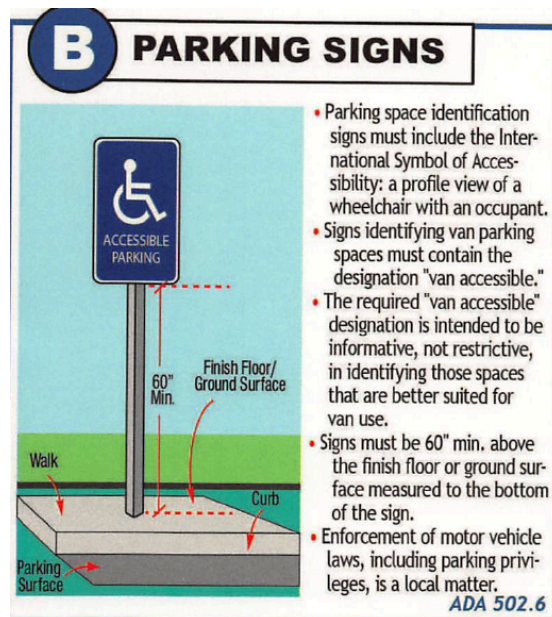 B PARKING SIGNS
ACCESSIBLE
PARKING
60"
Min.
Finish Floor/
Ground Surface
Walk
Curb
Parking
Surface
• Parking space identification
signs must include the Inter-
national Symbol of Acces-
sibility: a profile view of a
wheelchair with an occupant.
• Signs identifying van parking
spaces must contain the
designation "van accessible."
• The required "van accessible"
designation is intended to be
informative, not restrictive,
in identifying those spaces
that are better suited for
van use.
• Signs must be 60" min. above
the finish floor or ground sur-
face measured to the bottom
of the sign.
• Enforcement of motor vehicle
laws, including parking privi-
leges, is a local matter.
ADA 502.6